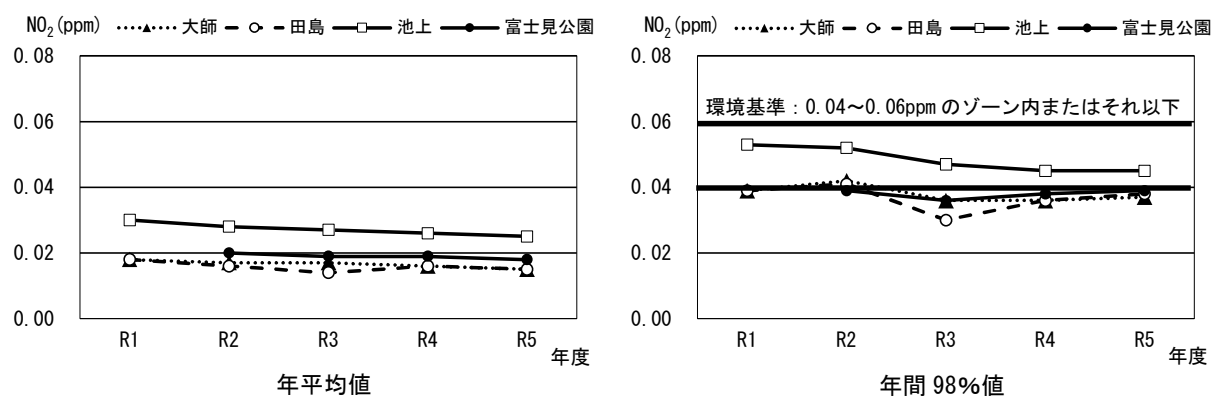 NO2(ppm) 大師 田島 池上 富士見公園
0.08
0.06
0.04
0.02
0.00
R1 R2 R3 R4 R5
年度
年平均値
NO2(ppm) 大師 田島 池上 富士見公園
0.08
環境基準：0.04～0.06ppm のゾーン内またはそれ以下
0.06
0.04
0.02
0.00
R1 R2 R3 R4 R5
年度
年間 98%値